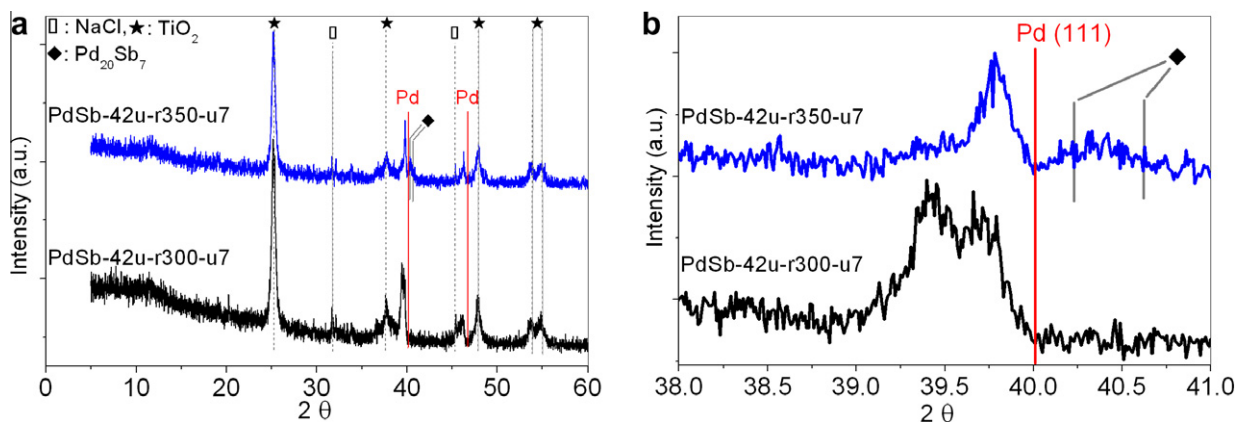 a
▯ : NaCl,★: TiO₂
◆: Pd₂₀Sb₇
PdSb-42u-r350-u7
Pd
Pd
PdSb-42u-r300-u7
Intensity (a.u.)
0 10 20 30 40 50 60
2 θ
b
Pd (111)
PdSb-42u-r350-u7
PdSb-42u-r300-u7
Intensity (a.u.)
38.0 38.5 39.0 39.5 40.0 40.5 41.0
2 θ